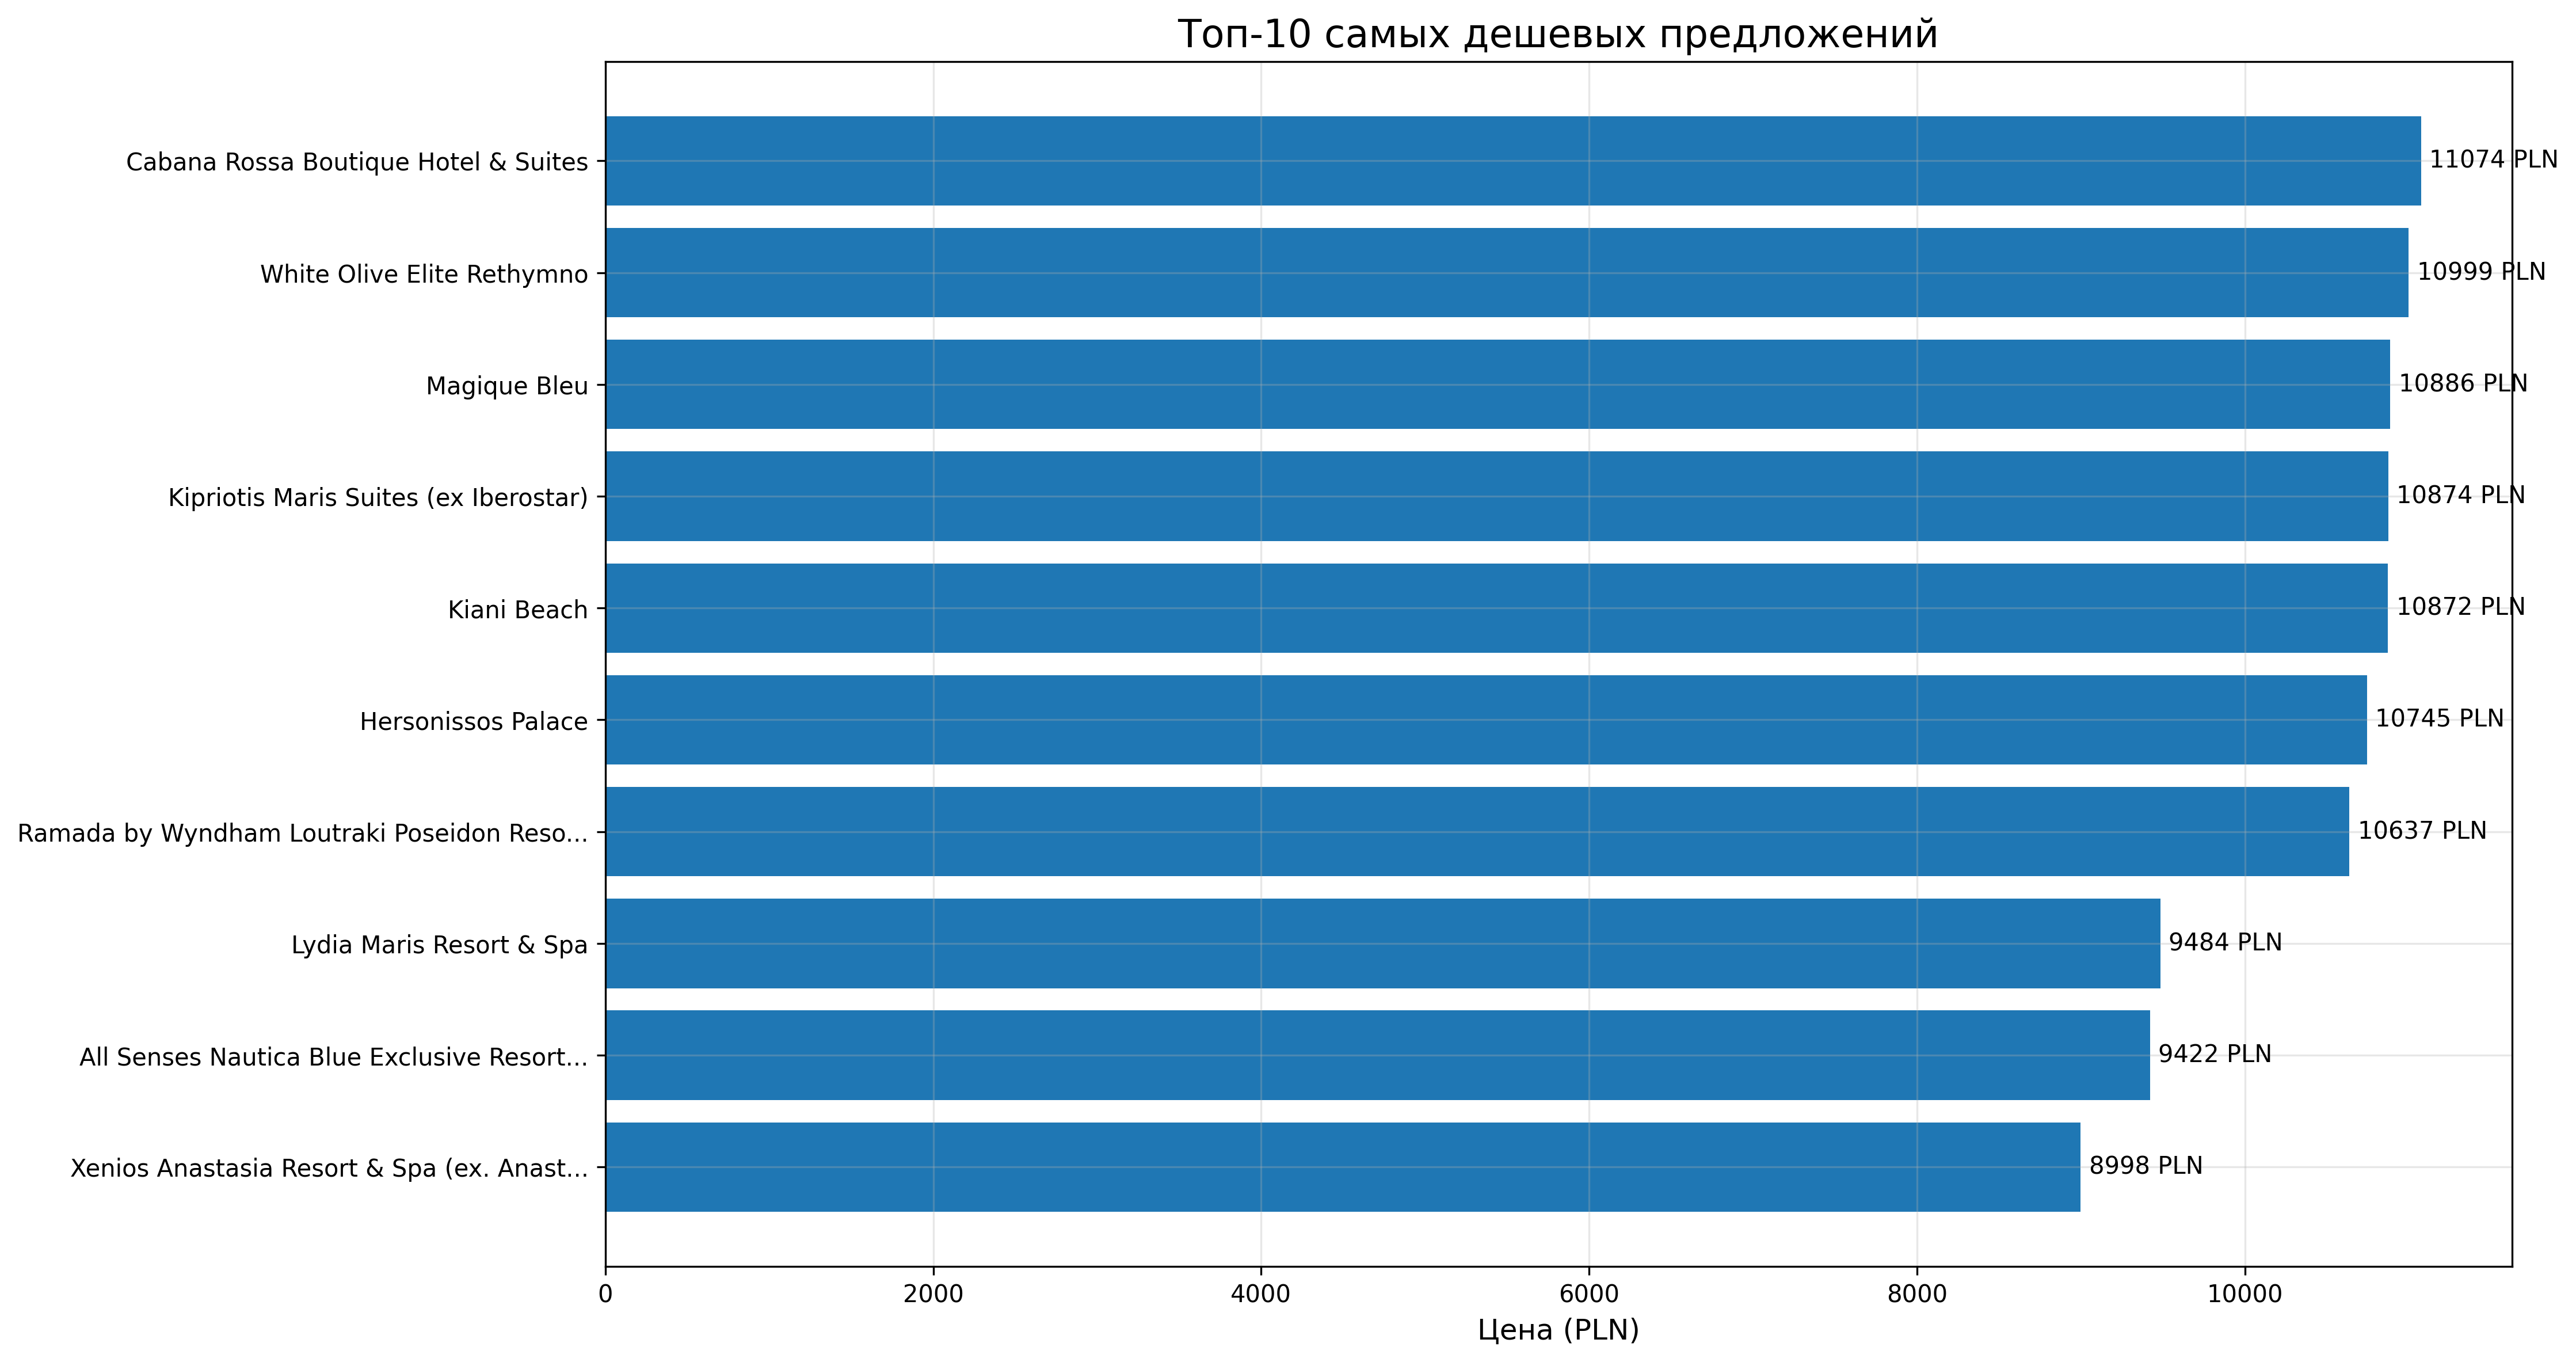 Топ-10 самых дешевых предложений
Cabana Rossa Boutique Hotel & Suites
11074 PLN
White Olive Elite Rethymno
10999 PLN
Magique Bleu
10886 PLN
Kipriotis Maris Suites (ex Iberostar)
10874 PLN
Kiani Beach
10872 PLN
Hersonissos Palace
10745 PLN
Ramada by Wyndham Loutraki Poseidon Reso...
10637 PLN
Lydia Maris Resort & Spa
9484 PLN
All Senses Nautica Blue Exclusive Resort...
9422 PLN
Xenios Anastasia Resort & Spa (ex. Anast...
8998 PLN
0 2000 4000 6000 8000 10000
Цена (PLN)